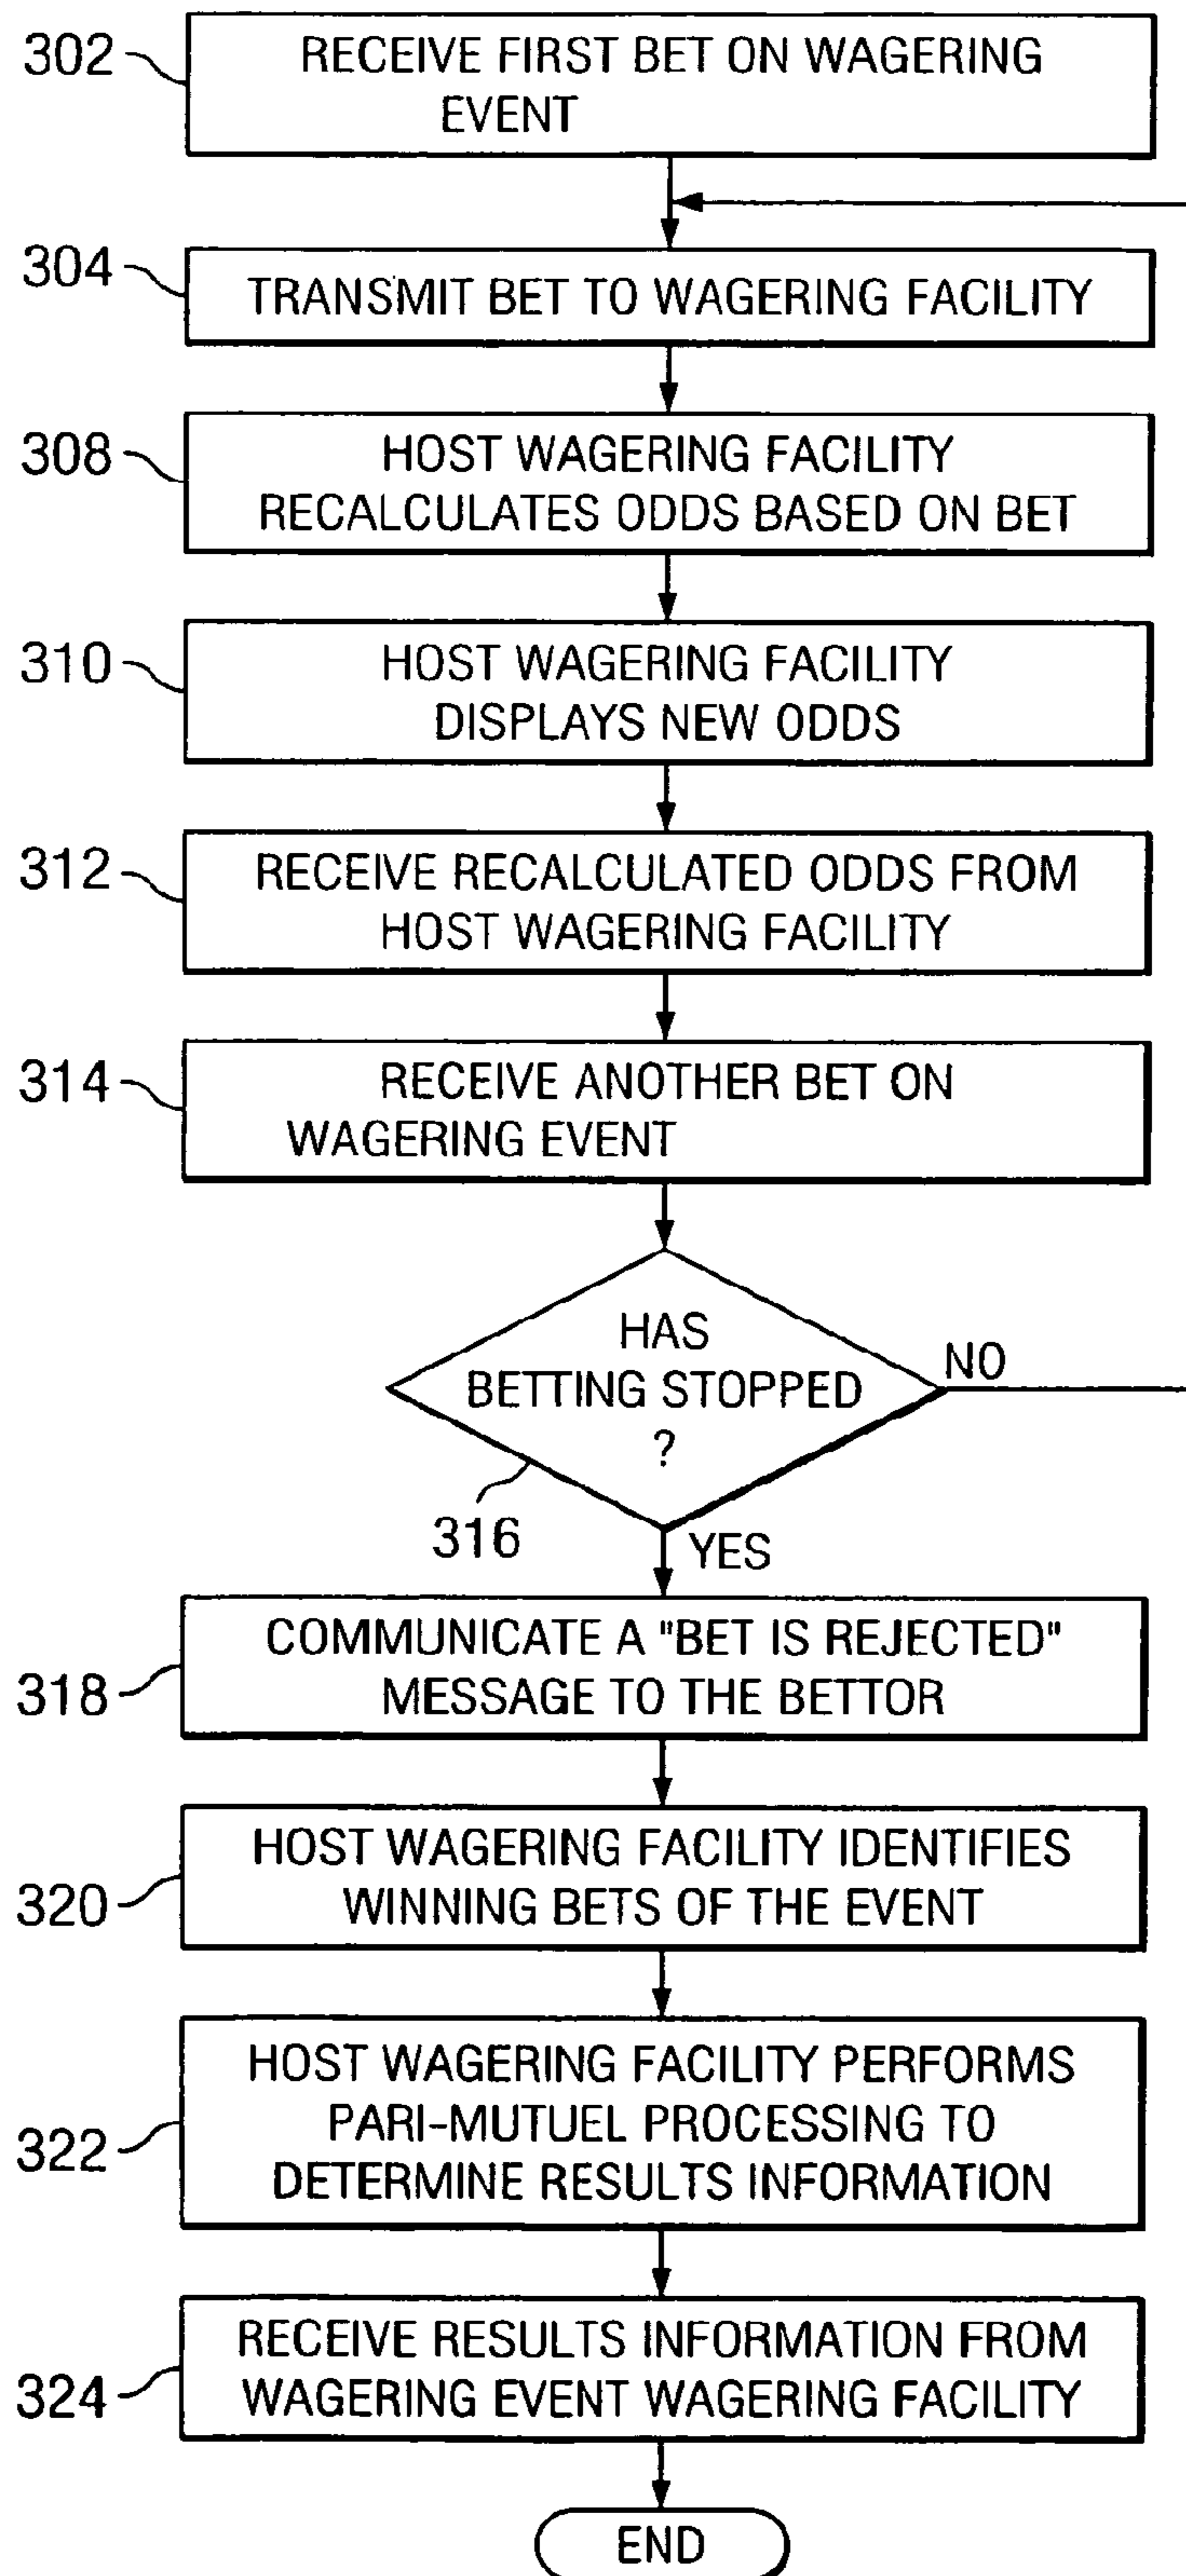 302
RECEIVE FIRST BET ON WAGERING
EVENT
304
TRANSMIT BET TO WAGERING FACILITY
308
HOST WAGERING FACILITY
RECALCULATES ODDS BASED ON BET
310
HOST WAGERING FACILITY
DISPLAYS NEW ODDS
312
RECEIVE RECALCULATED ODDS FROM
HOST WAGERING FACILITY
314
RECEIVE ANOTHER BET ON
WAGERING EVENT
HAS
BETTING STOPPED
?
NO
316
YES
318
COMMUNICATE A "BET IS REJECTED"
MESSAGE TO THE BETTOR
320
HOST WAGERING FACILITY IDENTIFIES
WINNING BETS OF THE EVENT
322
HOST WAGERING FACILITY PERFORMS
PARI-MUTUEL PROCESSING TO
DETERMINE RESULTS INFORMATION
324
RECEIVE RESULTS INFORMATION FROM
WAGERING EVENT WAGERING FACILITY
END